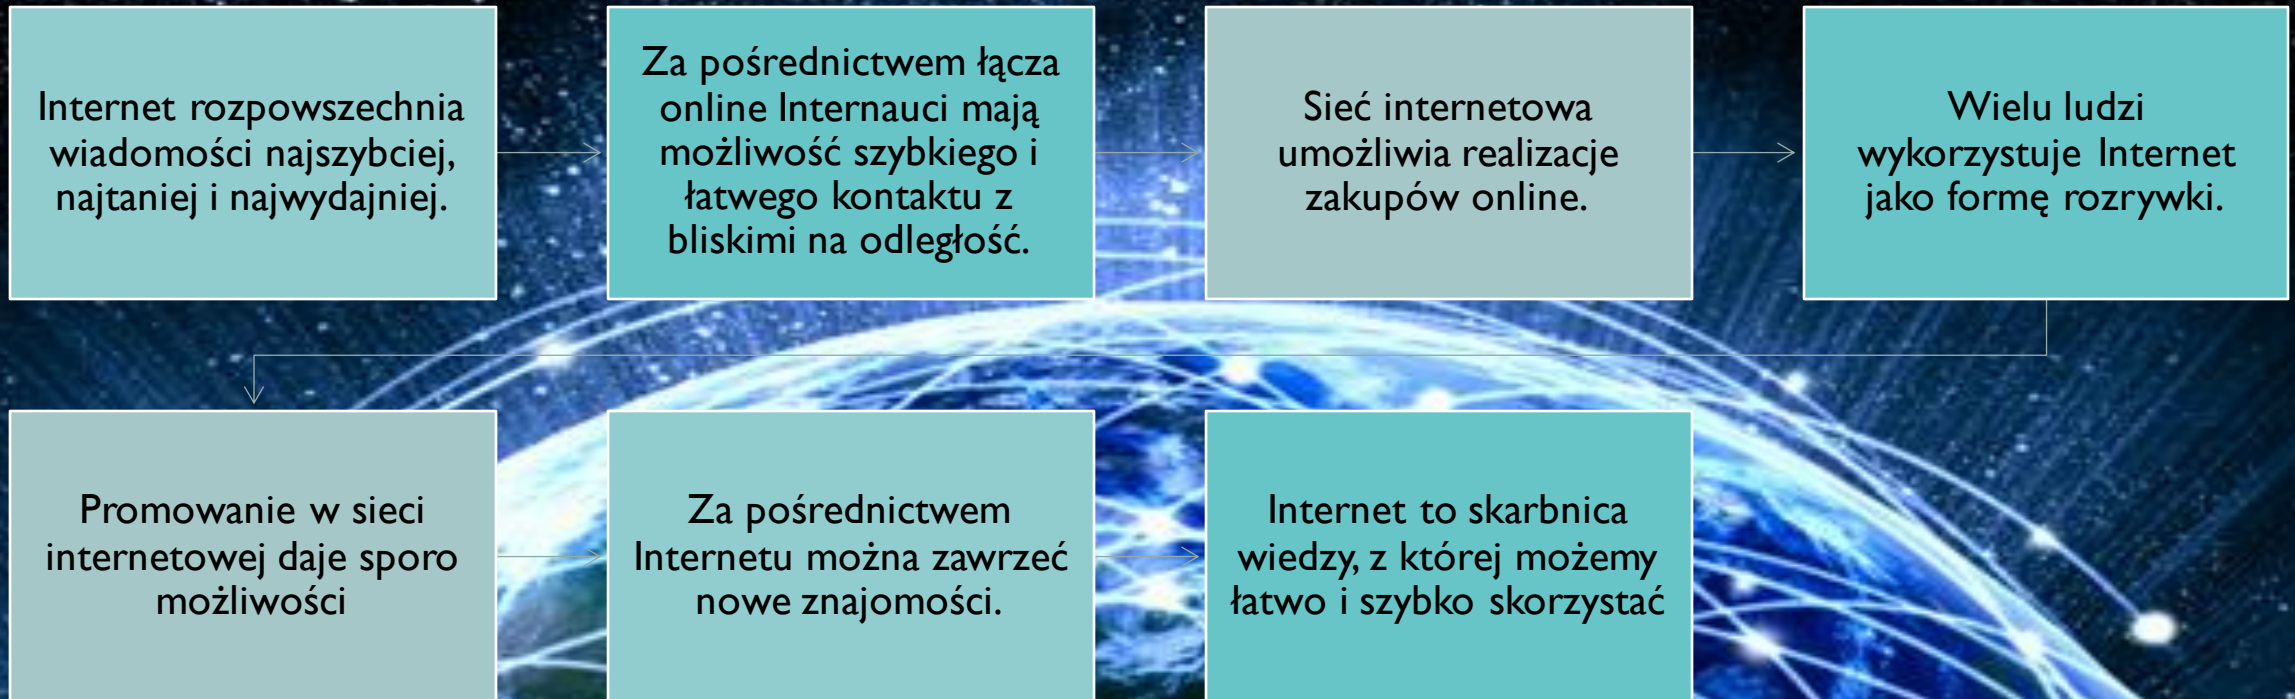 Internet rozpowszechnia
wiadomości najszybciej,
najtaniej i najwydajniej.
Za pośrednictwem łącza
online Internauci mają
możliwość szybkiego i
łatwego kontaktu z
bliskimi na odległość.
Sieć internetowa
umożliwia realizacje
zakupów online.
Wielu ludzi
wykorzystuje Internet
jako formę rozrywki.
Promowanie w sieci
internetowej daje sporo
możliwości
Za pośrednictwem
Internetu można zawrzeć
nowe znajomości.
Internet to skarbnica
wiedzy, z której możemy
łatwo i szybko skorzystać